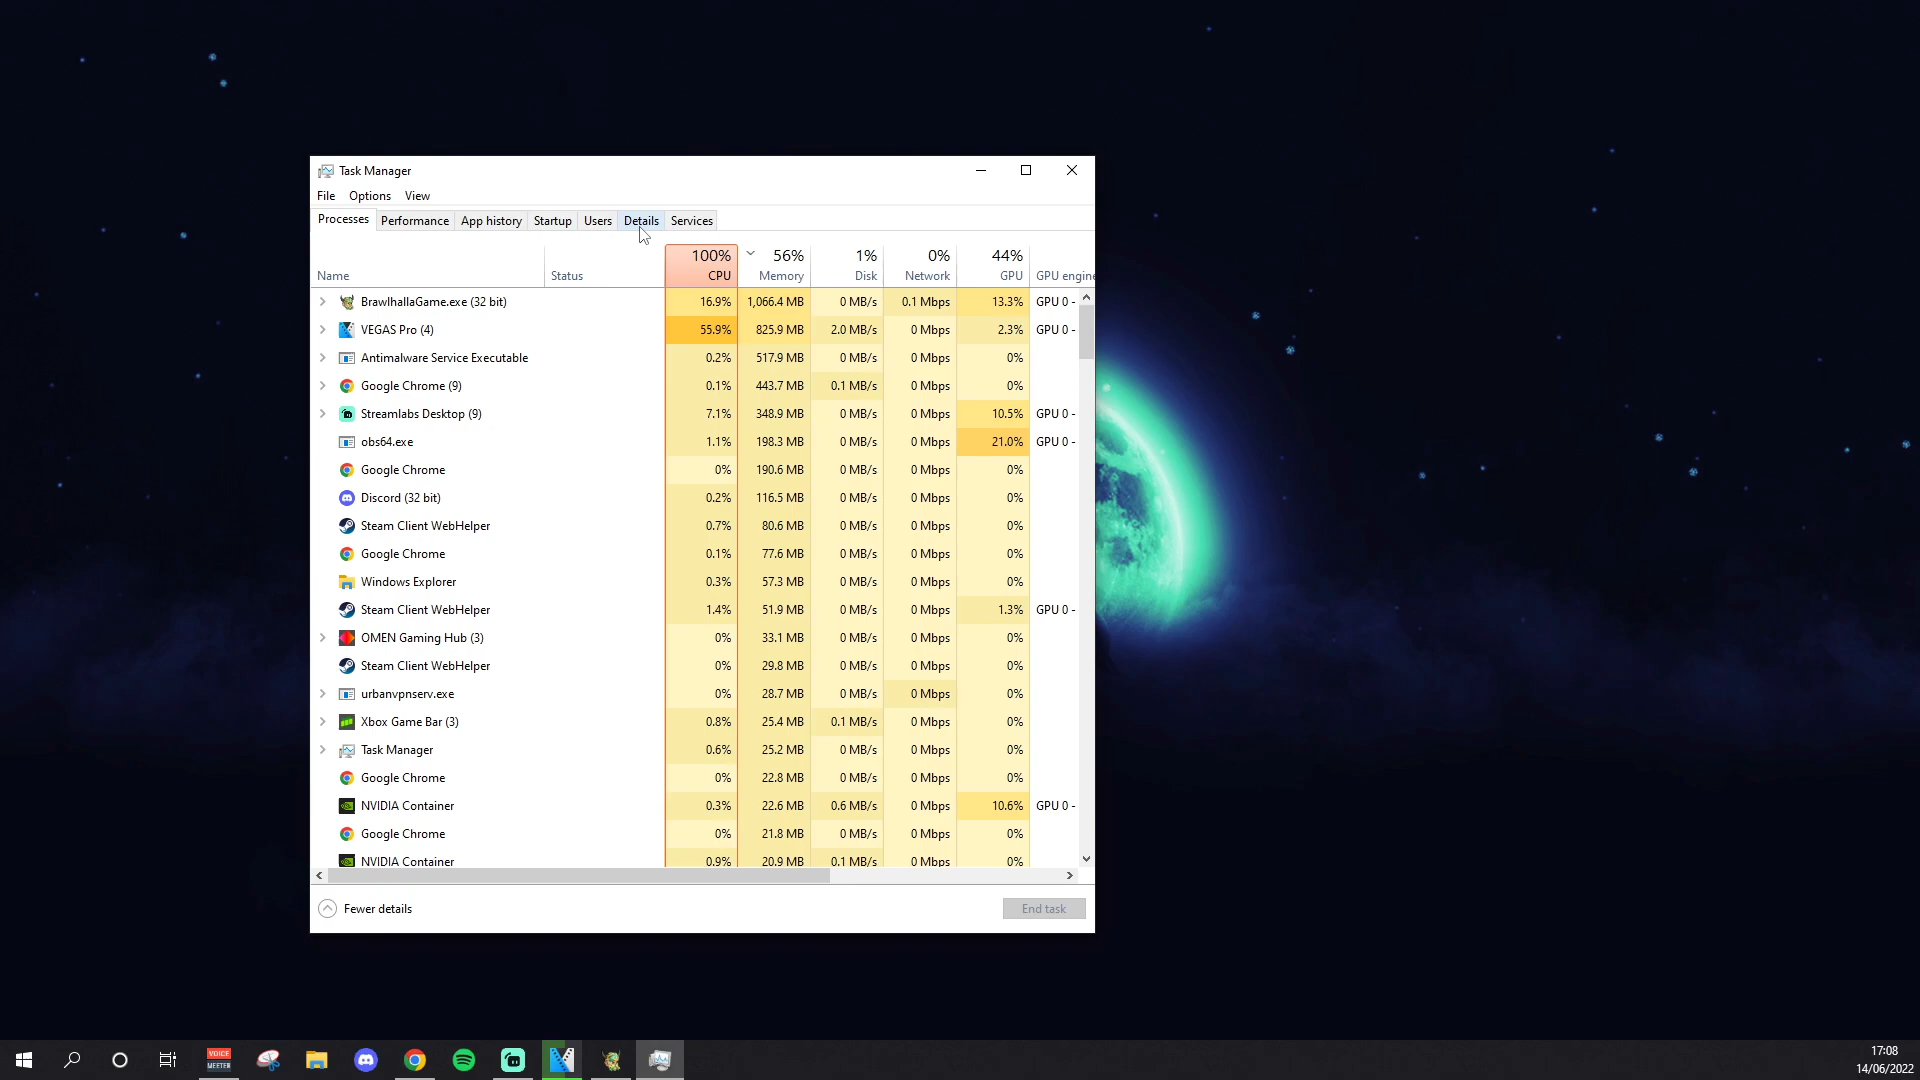 Task Manager
File Options View
Processes Performance App history Startup Users Details Services
100% 56% 1% 0% 44%
Name Status CPU Memory Disk Network GPU GPU engine
BrawlhallaGame.exe (32 bit) 16.9% 1,066.4 MB 0 MB/s 0.1 Mbps 13.3% GPU 0 -
VEGAS Pro (4) 55.9% 825.9 MB 2.0 MB/s 0 Mbps 2.3% GPU 0 -
Antimalware Service Executable 0.2% 517.9 MB 0 MB/s 0 Mbps 0%
Google Chrome (9) 0.1% 443.7 MB 0.1 MB/s 0 Mbps 0%
Streamlabs Desktop (9) 7.1% 348.9 MB 0 MB/s 0 Mbps 10.5% GPU 0 -
obs64.exe 1.1% 198.3 MB 0 MB/s 0 Mbps 21.0% GPU 0 -
Google Chrome 0% 190.6 MB 0 MB/s 0 Mbps 0%
Discord (32 bit) 0.2% 116.5 MB 0 MB/s 0 Mbps 0%
Steam Client WebHelper 0.7% 80.6 MB 0 MB/s 0 Mbps 0%
Google Chrome 0.1% 77.6 MB 0 MB/s 0 Mbps 0%
Windows Explorer 0.3% 57.3 MB 0 MB/s 0 Mbps 0%
Steam Client WebHelper 1.4% 51.9 MB 0 MB/s 0 Mbps 1.3% GPU 0 -
OMEN Gaming Hub (3) 0% 33.1 MB 0 MB/s 0 Mbps 0%
Steam Client WebHelper 0% 29.8 MB 0 MB/s 0 Mbps 0%
urbanvpnserv.exe 0% 28.7 MB 0 MB/s 0 Mbps 0%
Xbox Game Bar (3) 0.8% 25.4 MB 0.1 MB/s 0 Mbps 0%
Task Manager 0.6% 25.2 MB 0 MB/s 0 Mbps 0%
Google Chrome 0% 22.8 MB 0 MB/s 0 Mbps 0%
NVIDIA Container 0.3% 22.6 MB 0.6 MB/s 0 Mbps 10.6% GPU 0 -
Google Chrome 0% 21.8 MB 0 MB/s 0 Mbps 0%
NVIDIA Container 0.9% 20.9 MB 0.1 MB/s 0 Mbps 0%
Fewer details End task
VOICE
MEETER
17:08
14/06/2022